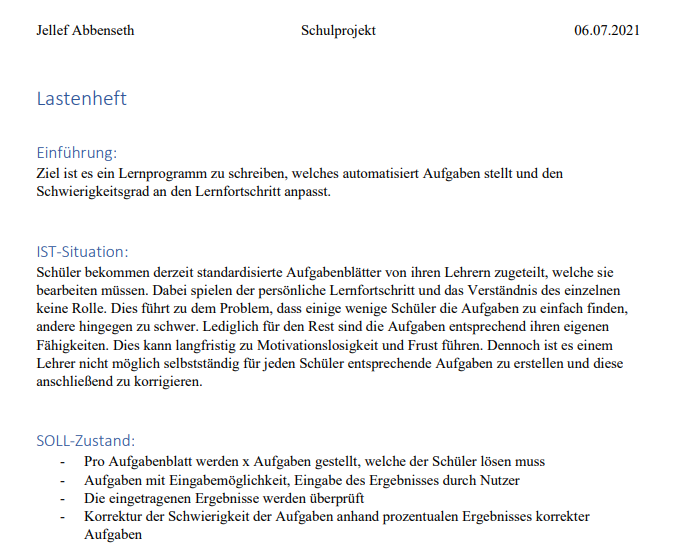 Jellef Abbenseth Schulprojekt 06.07.2021
Lastenheft
Einführung:
Ziel ist es ein Lernprogramm zu schreiben, welches automatisiert Aufgaben stellt und den
Schwierigkeitsgrad an den Lernfortschritt anpasst.
IST-Situation:
Schüler bekommen derzeit standardisierte Aufgabenblätter von ihren Lehrern zugeteilt, welche sie
bearbeiten müssen. Dabei spielen der persönliche Lernfortschritt und das Verständnis des einzelnen
keine Rolle. Dies führt zu dem Problem, dass einige wenige Schüler die Aufgaben zu einfach finden,
andere hingegen zu schwer. Lediglich für den Rest sind die Aufgaben entsprechend ihren eigenen
Fähigkeiten. Dies kann langfristig zu Motivationslosigkeit und Frust führen. Dennoch ist es einem
Lehrer nicht möglich selbstständig für jeden Schüler entsprechende Aufgaben zu erstellen und diese
anschließend zu korrigieren.
SOLL-Zustand:
- Pro Aufgabenblatt werden x Aufgaben gestellt, welche der Schüler lösen muss
- Aufgaben mit Eingabemöglichkeit, Eingabe des Ergebnisses durch Nutzer
- Die eingetragenen Ergebnisse werden überprüft
- Korrektur der Schwierigkeit der Aufgaben anhand prozentualen Ergebnisses korrekter
Aufgaben